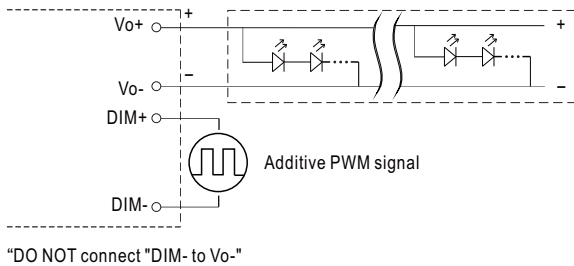 Vo+ + +
Vo- – –
DIM+
Additive PWM signal
DIM-
“DO NOT connect "DIM- to Vo-"